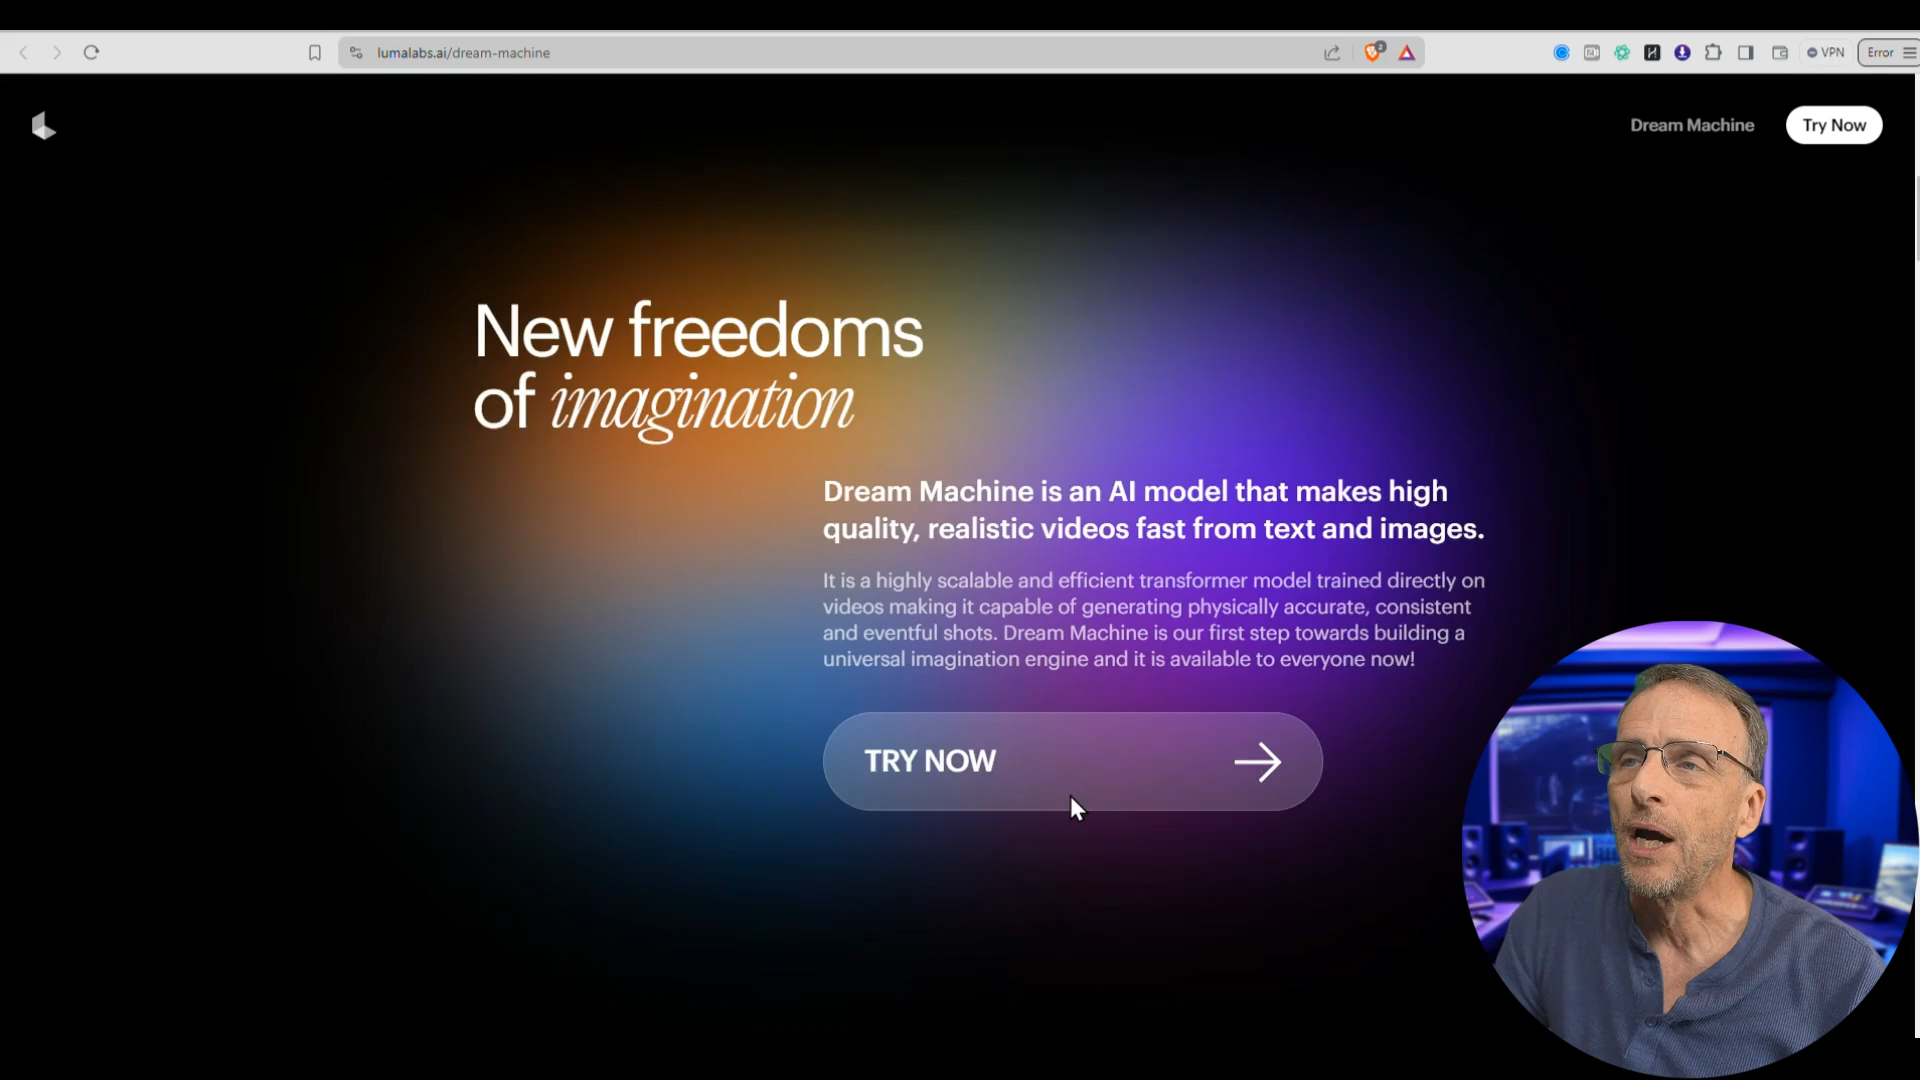 lumalabs.ai/dream-machine
2
VPN
Error
Dream Machine
Try Now
New freedoms
of imagination
Dream Machine is an AI model that makes high
quality, realistic videos fast from text and images.
It is a highly scalable and efficient transformer model trained directly on
videos making it capable of generating physically accurate, consistent
and eventful shots. Dream Machine is our first step towards building a
universal imagination engine and it is available to everyone now!
TRY NOW